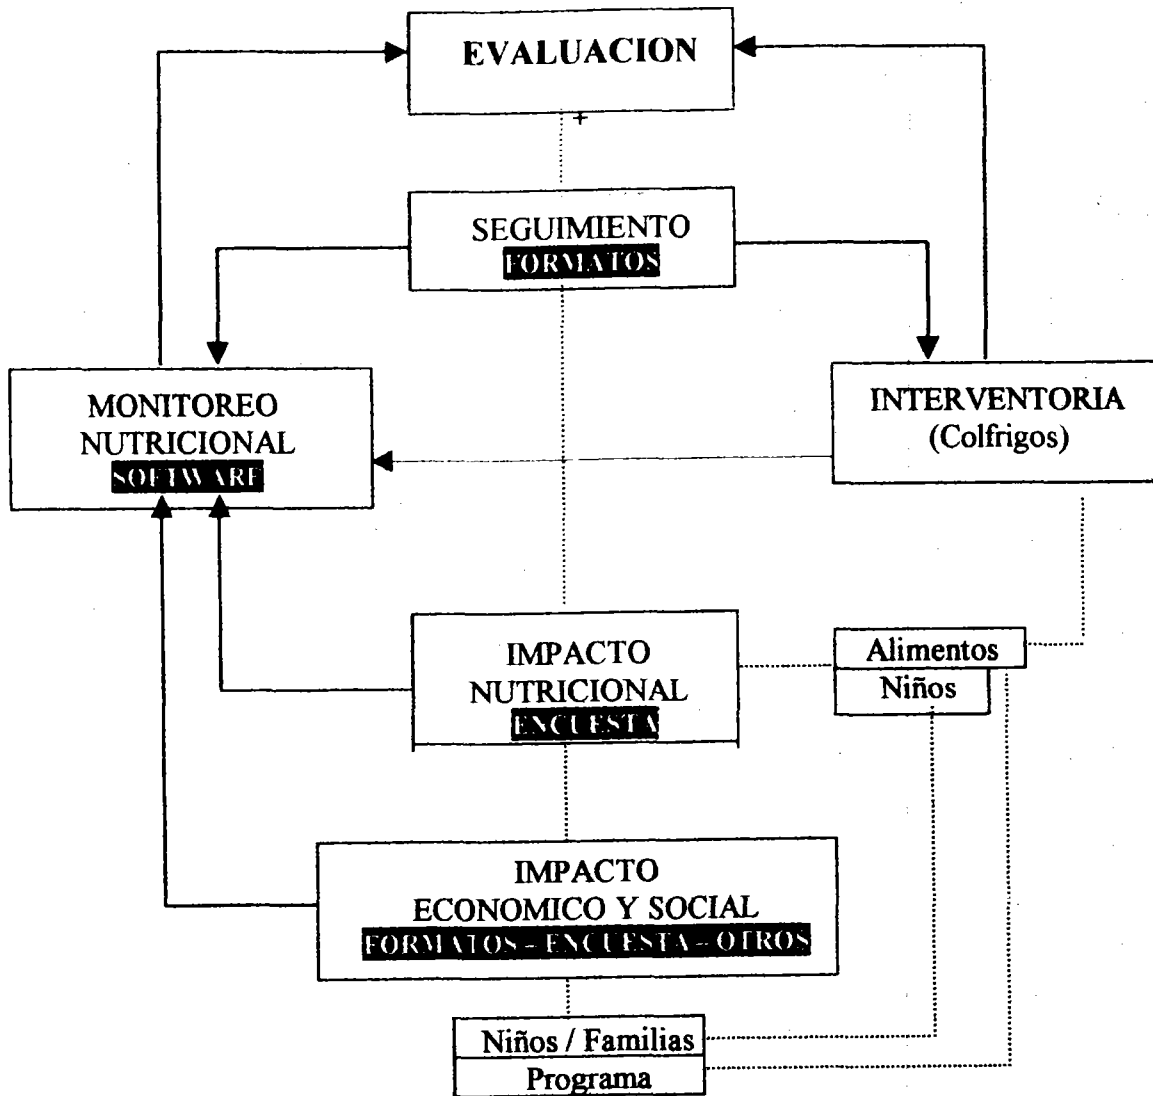 EVALUACION
+
SEGUIMIENTO
FORMATOS
MONITOREO
NUTRICIONAL
SOFTWARE
INTERVENTORIA
(Colfrigos)
IMPACTO
NUTRICIONAL
ENCUESTA
Alimentos
Niños
IMPACTO
ECONOMICO Y SOCIAL
FORMATOS – ENCUESTA – OTROS
Niños / Familias
Programa